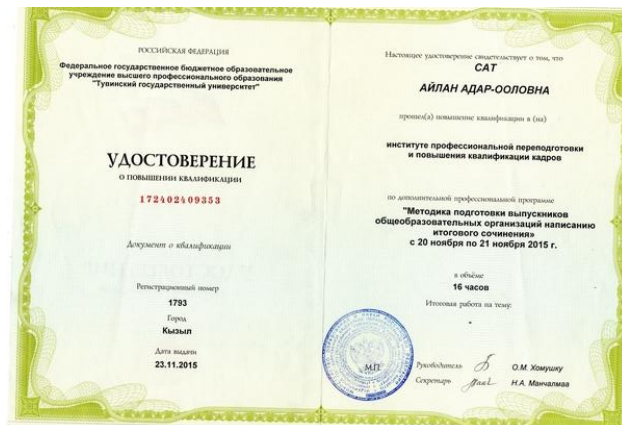 РОССИЙСКАЯ ФЕДЕРАЦИЯ
Федеральное государственное бюджетное образовательное
учреждение высшего профессионального образования
"Тувинский государственный университет"
УДОСТОВЕРЕНИЕ
О ПОВЫШЕНИИ КВАЛИФИКАЦИИ
172402409353
Документ о квалификации
Регистрационный номер
1793
Город
Кызыл
Дата выдачи
23.11.2015
Настоящее удостоверение свидетельствует о том, что
САТ
АЙЛАН АДАР-ООЛОВНА
прошел(а) повышение квалификации в (на)
институте профессиональной переподготовки
и повышения квалификации кадров
по дополнительной профессиональной программе
"Методика подготовки выпускников
общеобразовательных организаций написанию
итогового сочинения»
с 20 ноября по 21 ноября 2015 г.
в объёме
16 часов
Итоговая работа на тему:
М.П.
Руководитель О.М. Хомушку
Секретарь Н.А. Манчалмаа